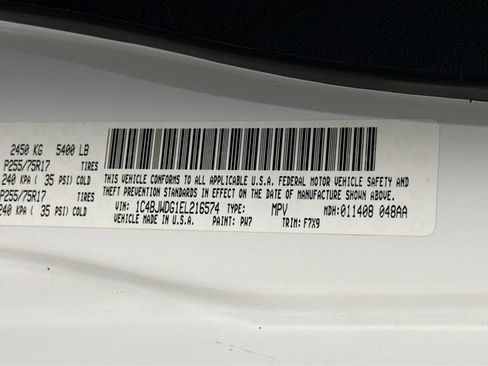 2450 KG 5400 LB
P255/75R17 TIRES
240 KPA ( 35 PSI) COLD
P255/75R17 TIRES
240 KPA ( 35 PSI) COLD
THIS VEHICLE CONFORMS TO ALL APPLICABLE U.S.A. FEDERAL MOTOR VEHICLE SAFETY AND
THEFT PREVENTION STANDARDS IN EFFECT ON THE DATE OF MANUFACTURE SHOWN ABOVE.
VIN: 1C4BJWDG1EL216574 TYPE: MPV MDH: 011408 048AA
VEHICLE MADE IN U.S.A. PAINT: PW7 TRIM: F7X9